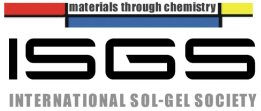 materials through chemistry
ISGS
INTERNATIONAL SOL-GEL SOCIETY